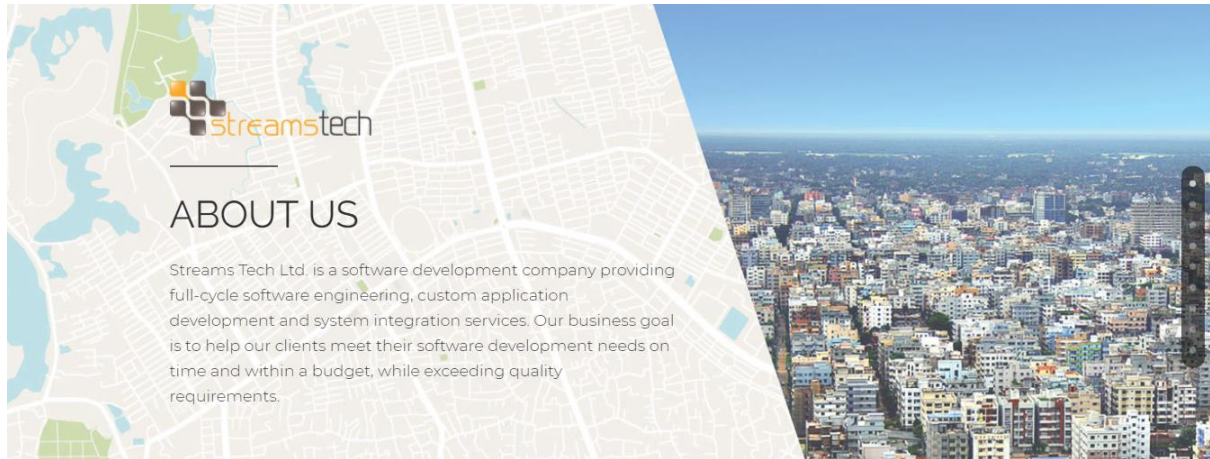 streamstech
ABOUT US
Streams Tech Ltd. is a software development company providing
full-cycle software engineering, custom application
development and system integration services. Our business goal
is to help our clients meet their software development needs on
time and within a budget, while exceeding quality
requirements.